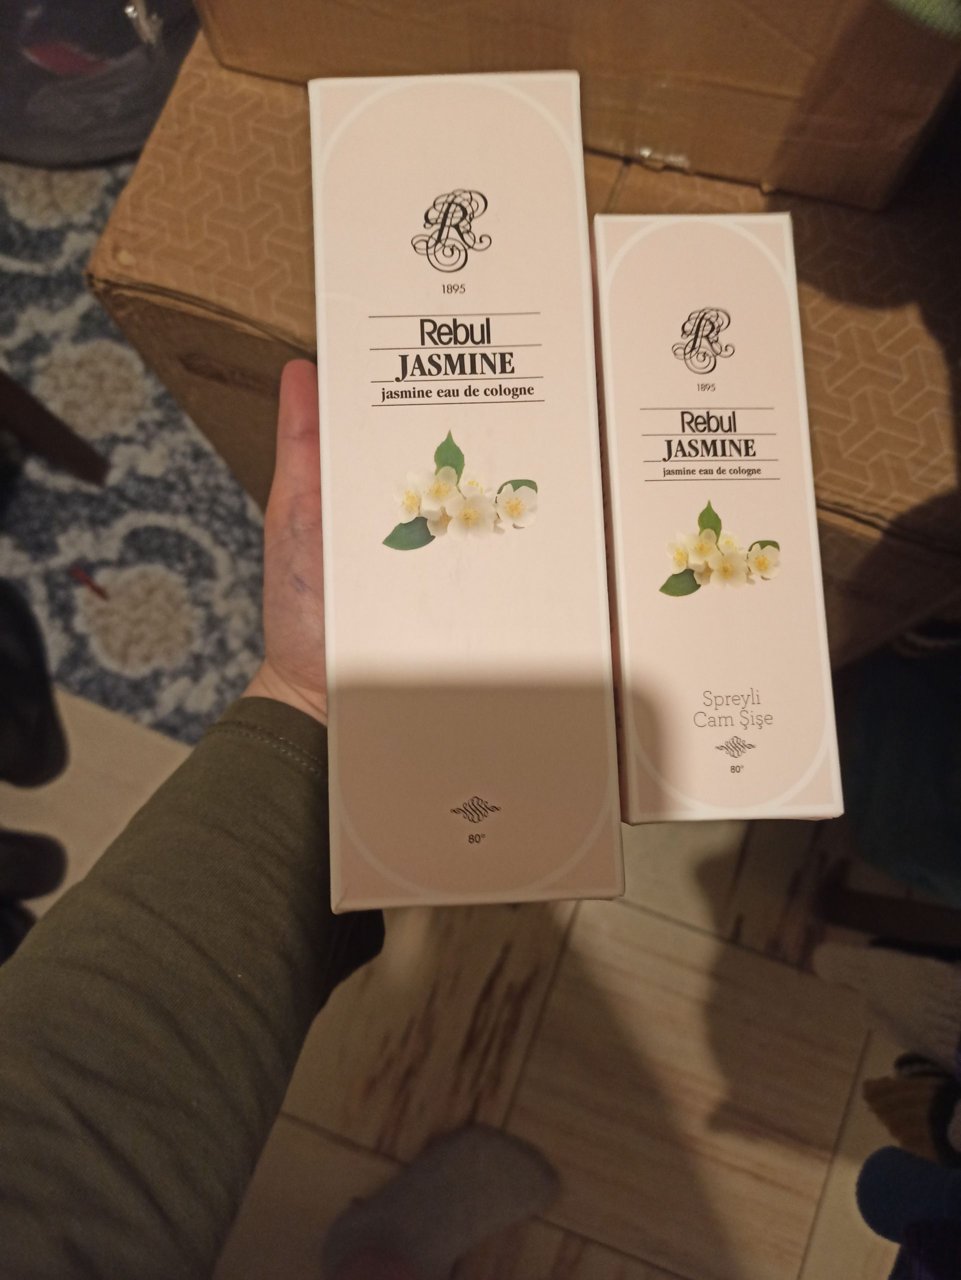 R
1895
Rebul
JASMINE
jasmine eau de cologne
80°
R
1895
Rebul
JASMINE
jasmine eau de cologne
Spreyli
Cam Şişe
80°